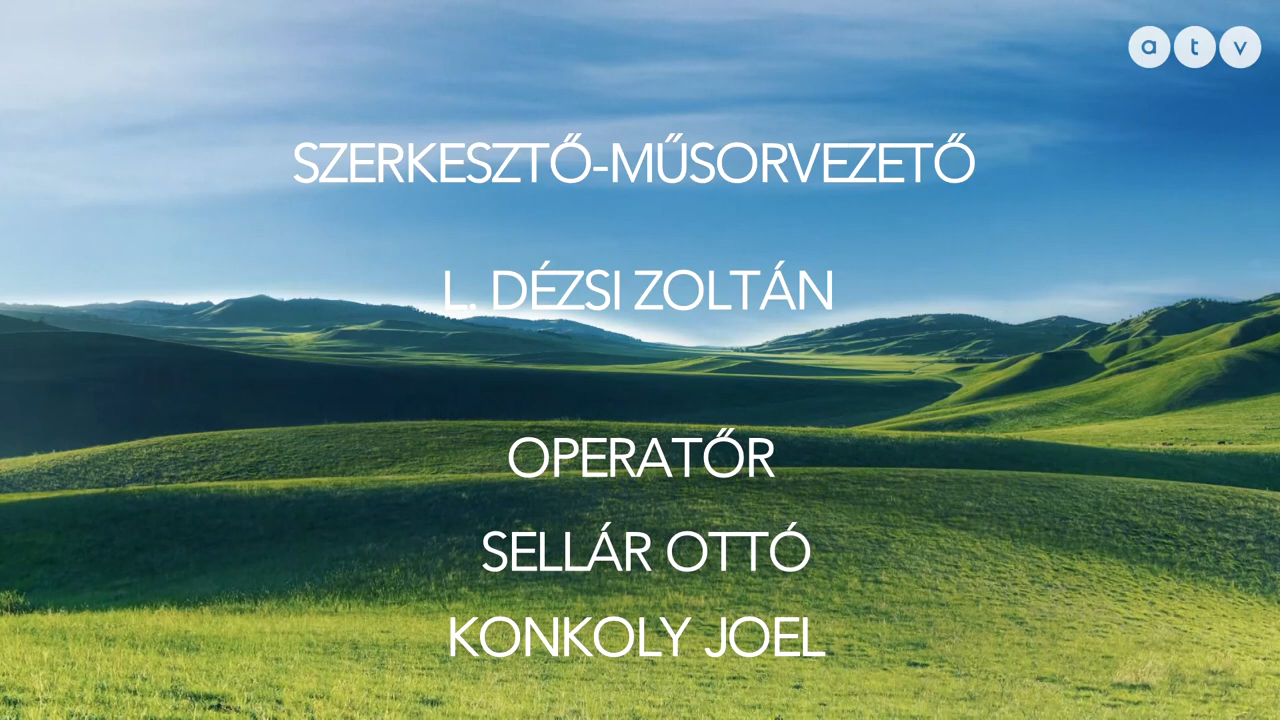 atv
SZERKESZTŐ-MŰSORVEZETŐ
L. DÉZSI ZOLTÁN
OPERATŐR
SELLÁR OTTÓ
KONKOLY JOEL